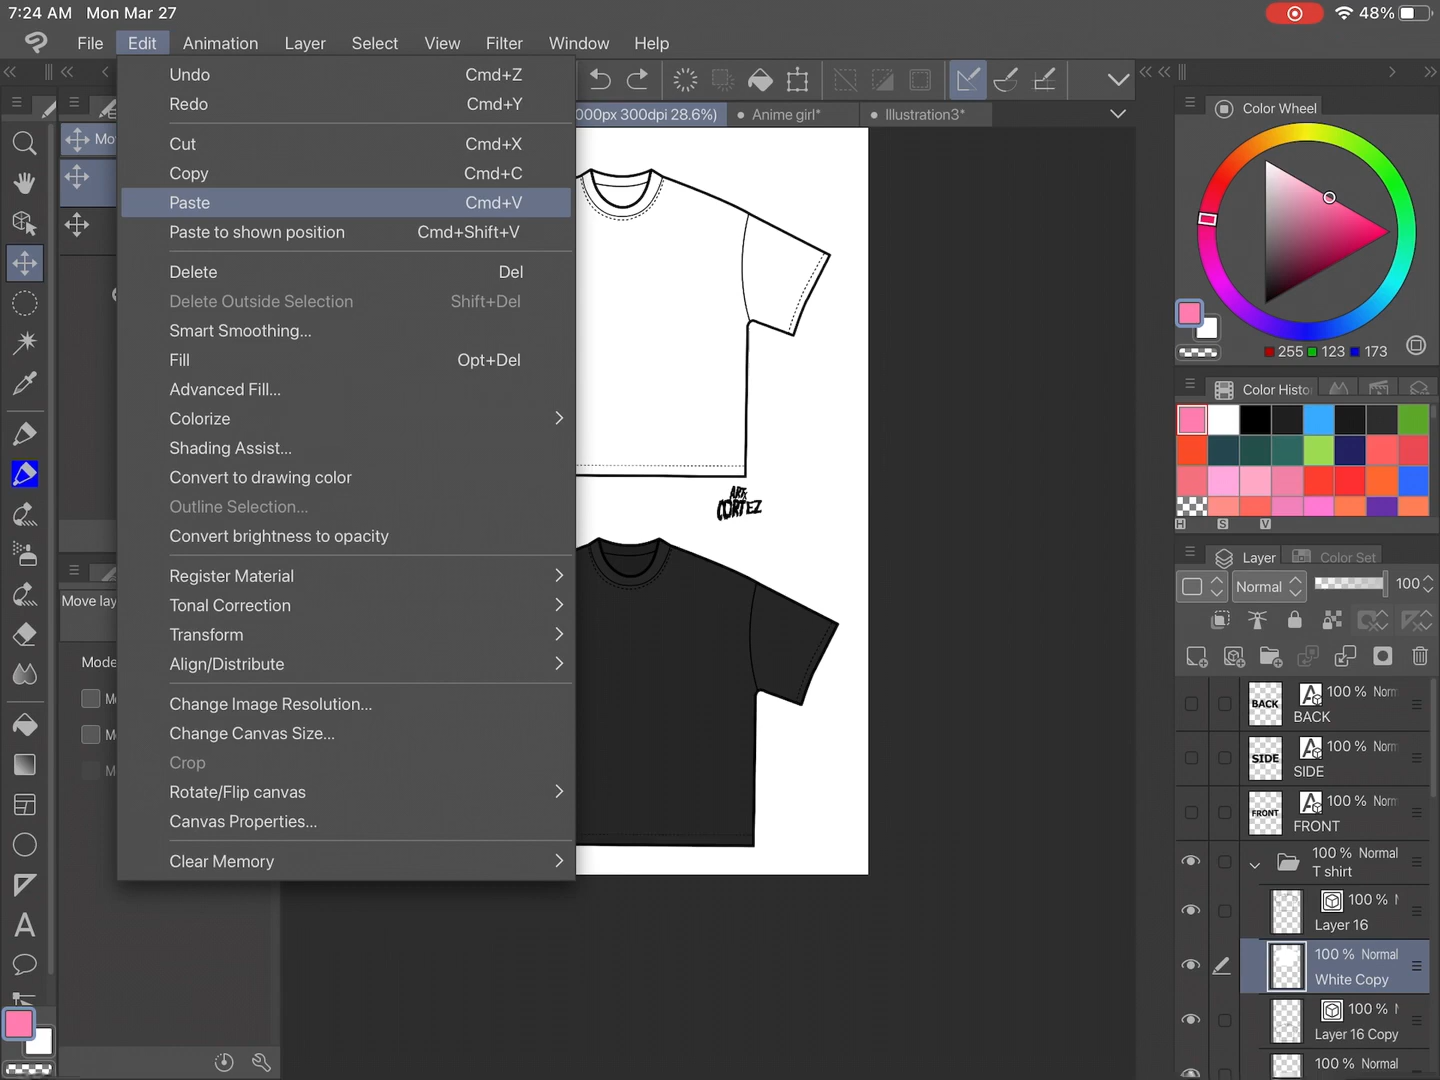 7:24 AM Mon Mar 27
48%
File Edit Animation Layer Select View Filter Window Help
Undo Cmd+Z
Redo Cmd+Y
Cut Cmd+X
Copy Cmd+C
Paste Cmd+V
Paste to shown position Cmd+Shift+V
Delete Del
Delete Outside Selection Shift+Del
Smart Smoothing...
Fill Opt+Del
Advanced Fill...
Colorize
Shading Assist...
Convert to drawing color
Outline Selection...
Convert brightness to opacity
Register Material
Tonal Correction
Transform
Align/Distribute
Change Image Resolution...
Change Canvas Size...
Crop
Rotate/Flip canvas
Canvas Properties...
Clear Memory
Mo
Move lay
Mode
000px 300dpi 28.6%)
Anime girl*
Illustration3*
ART
CORTEZ
Color Wheel
255 123 173
Color Histo
H S V
Layer
Color Set
Normal 100
BACK
100 % Norm
BACK
SIDE
100 % Norm
SIDE
FRONT
100 % Norm
FRONT
100 % Normal
T shirt
100 %
Layer 16
100 % Normal
White Copy
100 %
Layer 16 Copy
100 % Normal
A